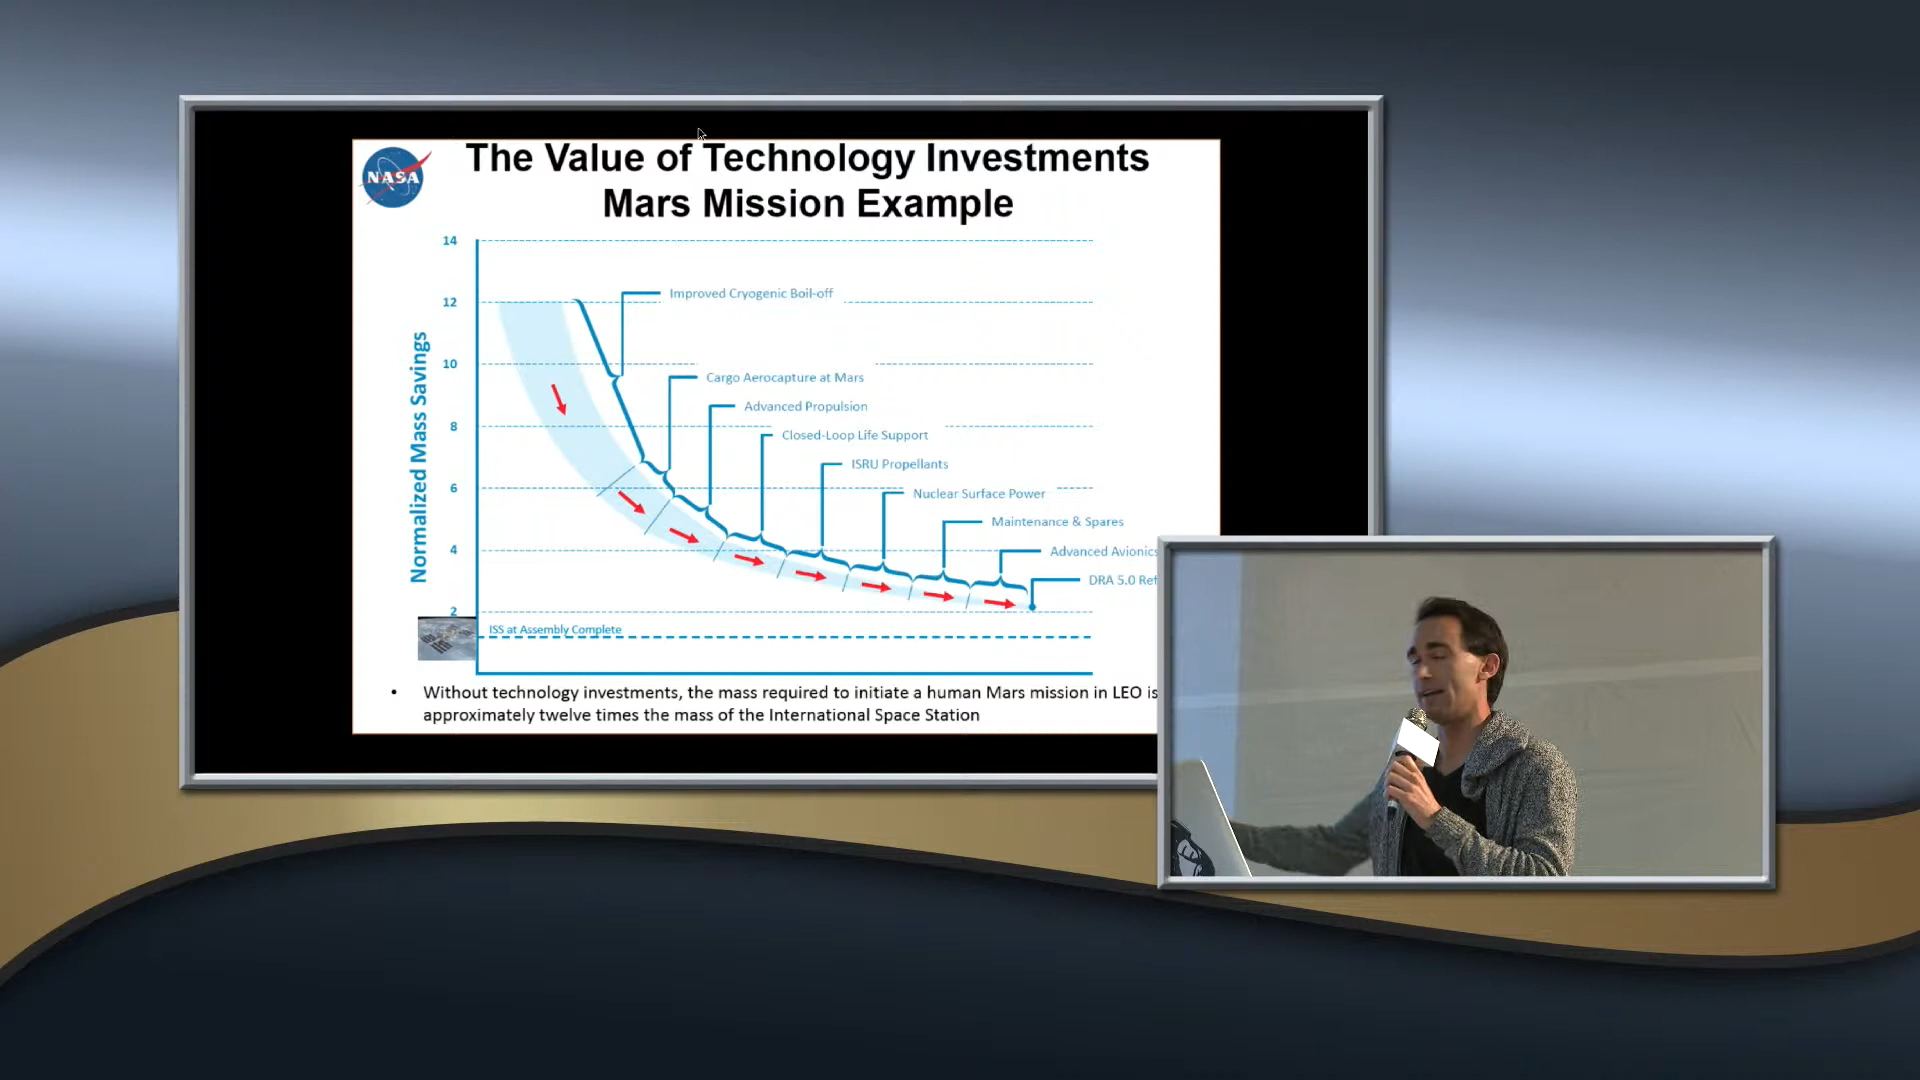 NASA
The Value of Technology Investments
Mars Mission Example
Normalized Mass Savings
14
12
10
8
6
4
2
Improved Cryogenic Boil-off
Cargo Aerocapture at Mars
Advanced Propulsion
Closed-Loop Life Support
ISRU Propellants
Nuclear Surface Power
Maintenance & Spares
Advanced Avionics
DRA 5.0 Ref
ISS at Assembly Complete
• Without technology investments, the mass required to initiate a human Mars mission in LEO is
approximately twelve times the mass of the International Space Station